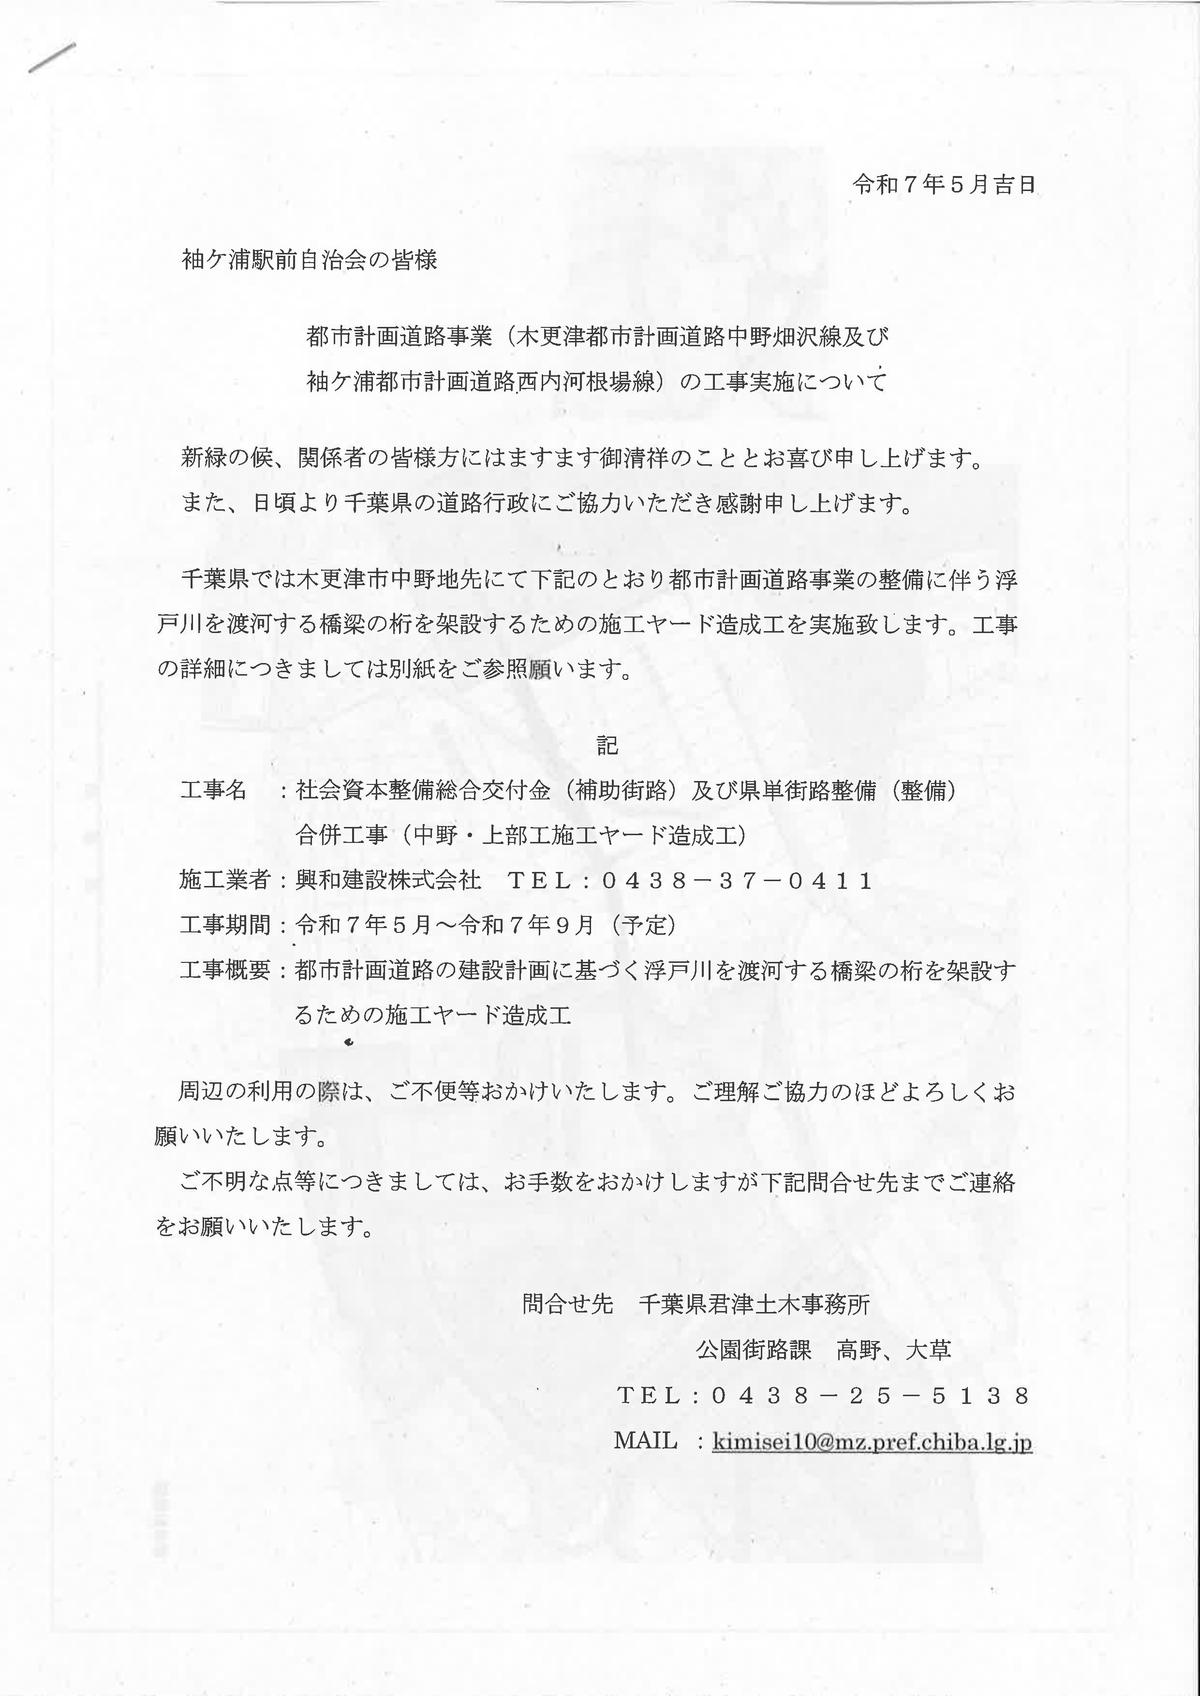 令和７年５月吉日
袖ケ浦駅前自治会の皆様
都市計画道路事業（木更津都市計画道路中野畑沢線及び
袖ケ浦都市計画道路西内河根場線）の工事実施について
新緑の候、関係者の皆様方にはますます御清祥のこととお喜び申し上げます。
また、日頃より千葉県の道路行政にご協力いただき感謝申し上げます。
千葉県では木更津市中野地先にて下記のとおり都市計画道路事業の整備に伴う浮
戸川を渡河する橋梁の桁を架設するための施工ヤード造成工を実施致します。工事
の詳細につきましては別紙をご参照願います。
記
工事名　：社会資本整備総合交付金（補助街路）及び県単街路整備（整備）
合併工事（中野・上部工施工ヤード造成工）
施工業者：興和建設株式会社　ＴＥＬ：０４３８－３７－０４１１
工事期間：令和７年５月～令和７年９月（予定）
工事概要：都市計画道路の建設計画に基づく浮戸川を渡河する橋梁の桁を架設す
るための施工ヤード造成工
周辺の利用の際は、ご不便等おかけいたします。ご理解ご協力のほどよろしくお
願いいたします。
ご不明な点等につきましては、お手数をおかけしますが下記問合せ先までご連絡
をお願いいたします。
問合せ先　千葉県君津土木事務所
公園街路課　高野、大草
ＴＥＬ：０４３８－２５－５１３８
MAIL　：kimisei10@mz.pref.chiba.lg.jp